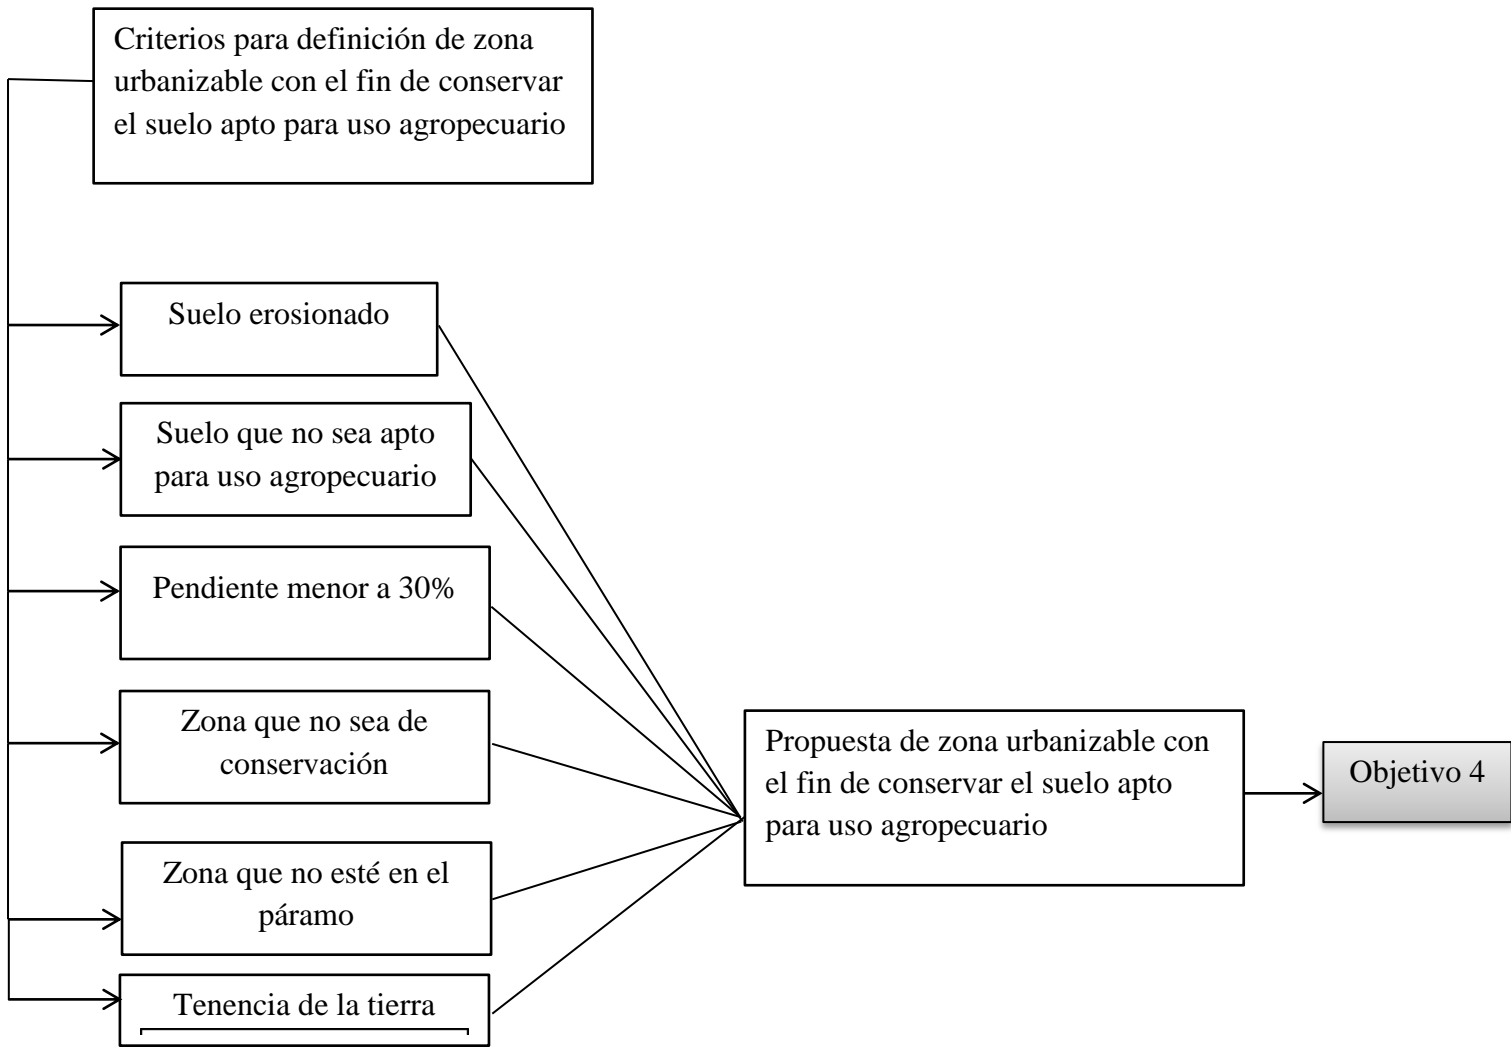 Criterios para definición de zona
urbanizable con el fin de conservar
el suelo apto para uso agropecuario
Suelo erosionado
Suelo que no sea apto
para uso agropecuario
Pendiente menor a 30%
Zona que no sea de
conservación
Zona que no esté en el
páramo
Tenencia de la tierra
Propuesta de zona urbanizable con
el fin de conservar el suelo apto
para uso agropecuario
Objetivo 4